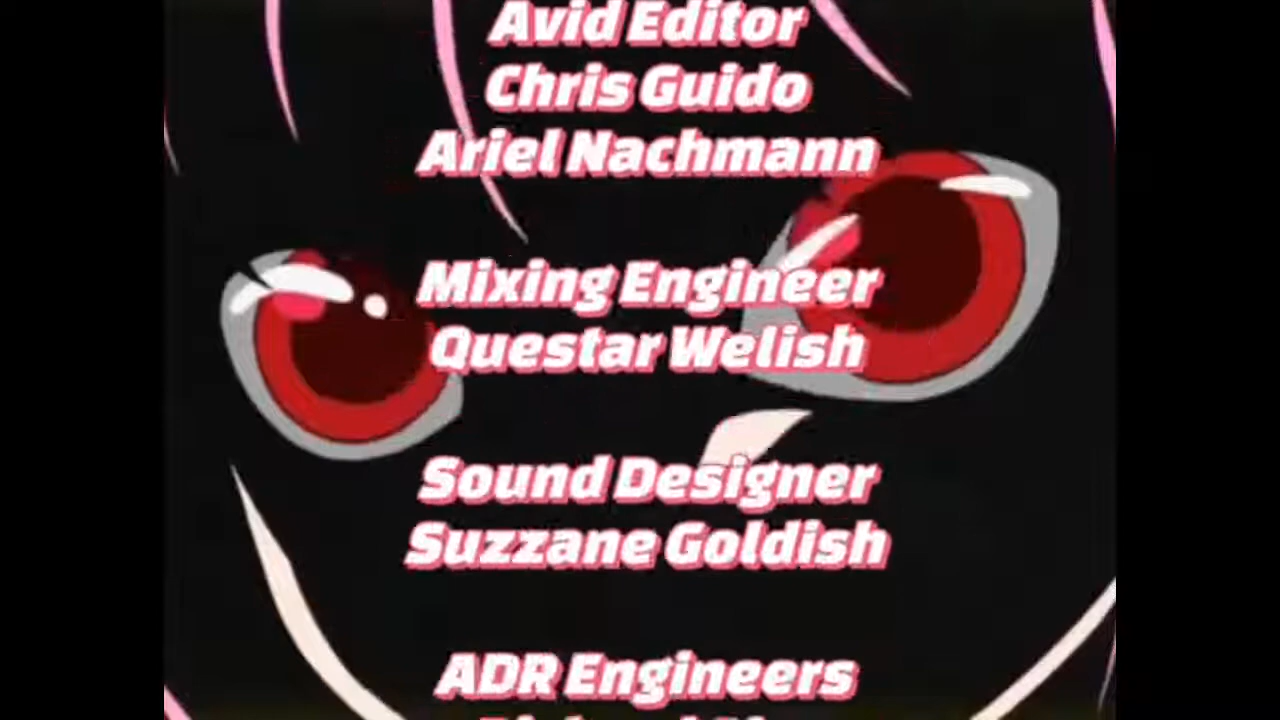 Avid Editor
Chris Guido
Ariel Nachmann
Mixing Engineer
Questar Welish
Sound Designer
Suzzane Goldish
ADR Engineers